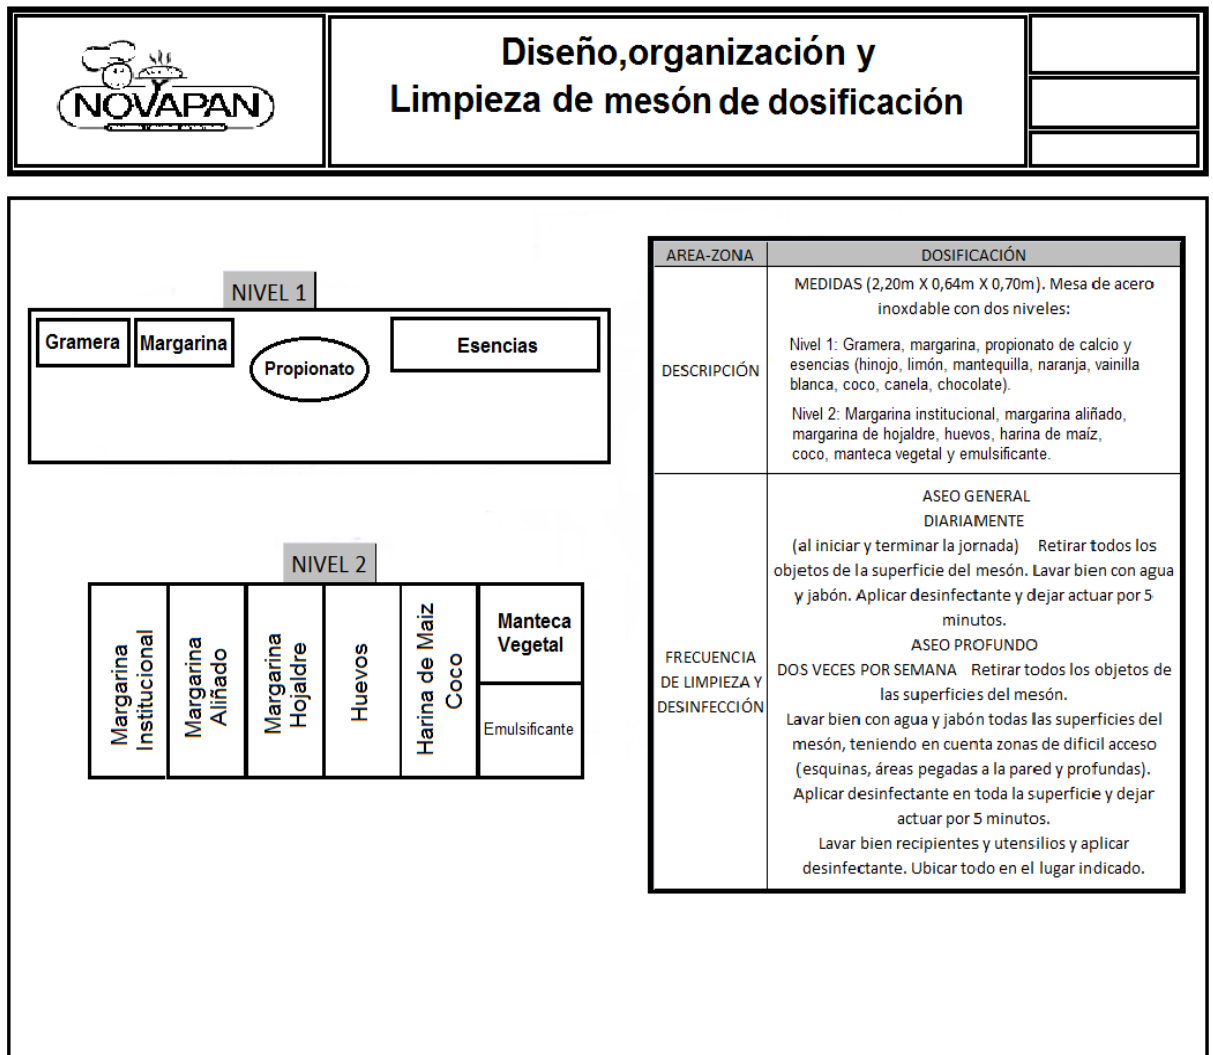 NOVAPAN
Diseño,organización y
Limpieza de mesón de dosificación
NIVEL 1
Gramera
Margarina
Propionato
Esencias
NIVEL 2
Margarina
Institucional
Margarina
Aliñado
Margarina
Hojaldre
Huevos
Harina de Maiz
Coco
Manteca
Vegetal
Emulsificante
AREA-ZONA
DOSIFICACIÓN
DESCRIPCIÓN
MEDIDAS (2,20m X 0,64m X 0,70m). Mesa de acero
inoxdable con dos niveles:
Nivel 1: Gramera, margarina, propionato de calcio y
esencias (hinojo, limón, mantequilla, naranja, vainilla
blanca, coco, canela, chocolate).
Nivel 2: Margarina institucional, margarina aliñado,
margarina de hojaldre, huevos, harina de maíz,
coco, manteca vegetal y emulsificante.
FRECUENCIA
DE LIMPIEZA Y
DESINFECCIÓN
ASEO GENERAL
DIARIAMENTE
(al iniciar y terminar la jornada) Retirar todos los
objetos de la superficie del mesón. Lavar bien con agua
y jabón. Aplicar desinfectante y dejar actuar por 5
minutos.
ASEO PROFUNDO
DOS VECES POR SEMANA Retirar todos los objetos de
las superficies del mesón.
Lavar bien con agua y jabón todas las superficies del
mesón, teniendo en cuenta zonas de dificil acceso
(esquinas, áreas pegadas a la pared y profundas).
Aplicar desinfectante en toda la superficie y dejar
actuar por 5 minutos.
Lavar bien recipientes y utensilios y aplicar
desinfectante. Ubicar todo en el lugar indicado.